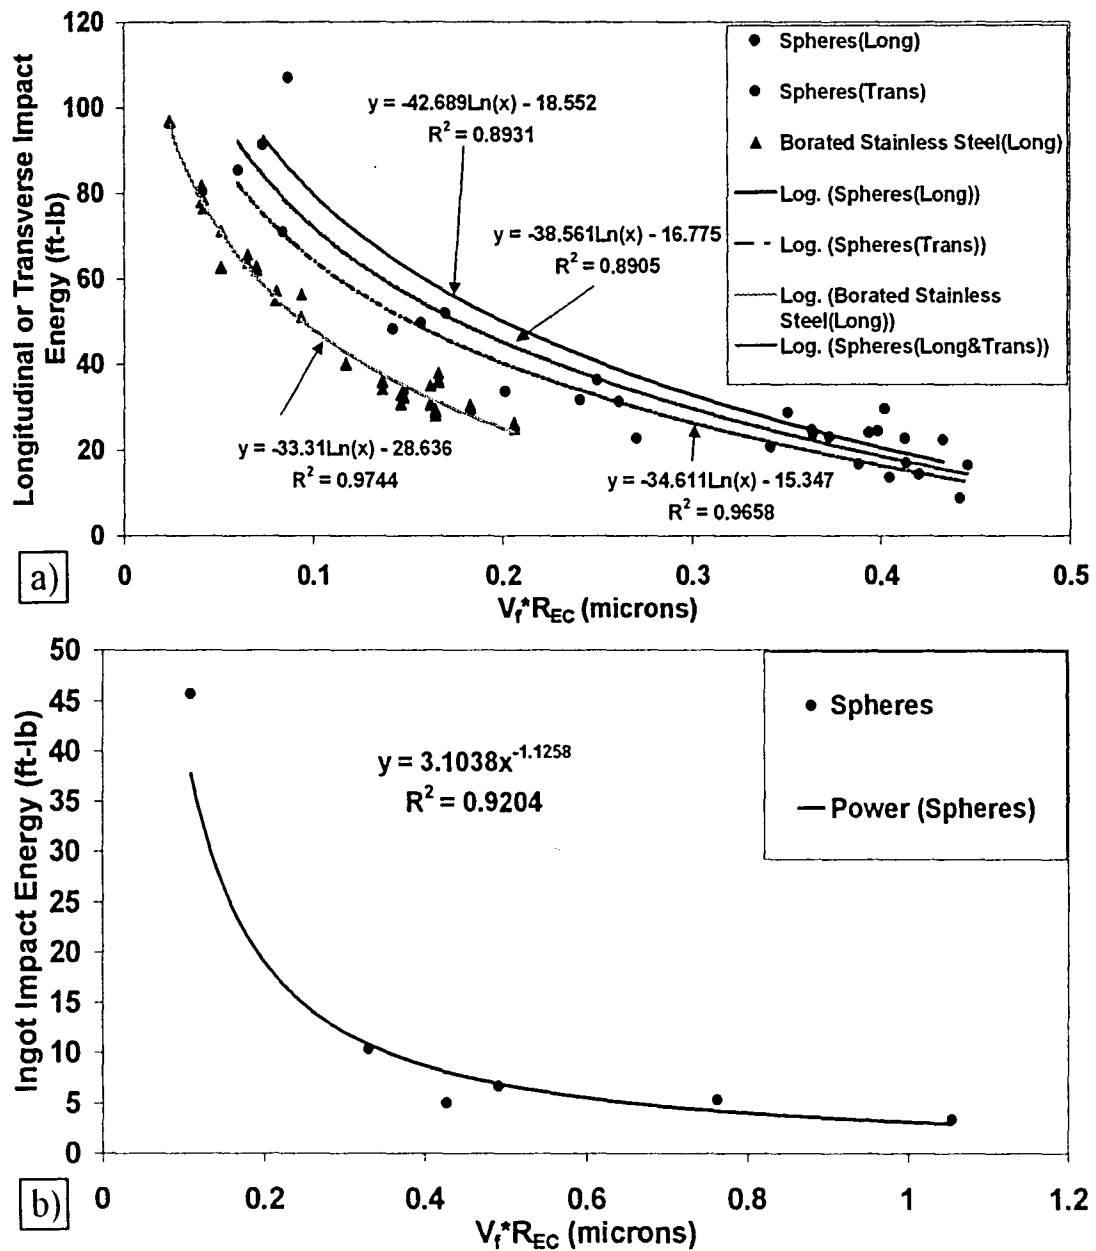 Longitudinal or Transverse Impact
Energy (ft-lb)
120
100
80
60
40
20
0
y = -42.689Ln(x) - 18.552
R² = 0.8931
y = -38.561Ln(x) - 16.775
R² = 0.8905
y = -33.31Ln(x) - 28.636
R² = 0.9744
y = -34.611Ln(x) - 15.347
R² = 0.9658
Spheres(Long)
Spheres(Trans)
Borated Stainless Steel(Long)
Log. (Spheres(Long))
Log. (Spheres(Trans))
Log. (Borated Stainless
Steel(Long))
Log. (Spheres(Long&Trans))
0 0.1 0.2 0.3 0.4 0.5
Vf*REC (microns)
a)
Ingot Impact Energy (ft-lb)
50
45
40
35
30
25
20
15
10
5
0
y = 3.1038x^-1.1258
R² = 0.9204
Spheres
Power (Spheres)
0 0.2 0.4 0.6 0.8 1 1.2
Vf*REC (microns)
b)